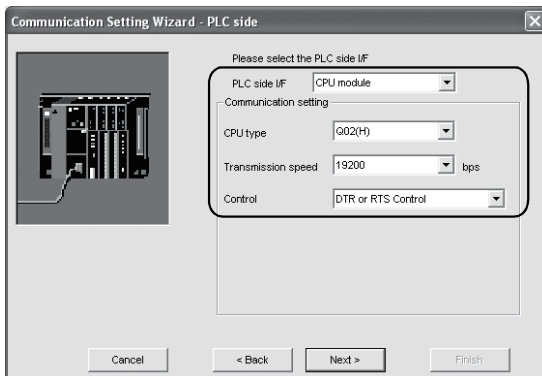 Communication Setting Wizard - PLC side
Please select the PLC side I/F
PLC side I/F CPU module
Communication setting
CPU type Q02(H)
Transmission speed 19200 bps
Control DTR or RTS Control
Cancel < Back Next > Finish